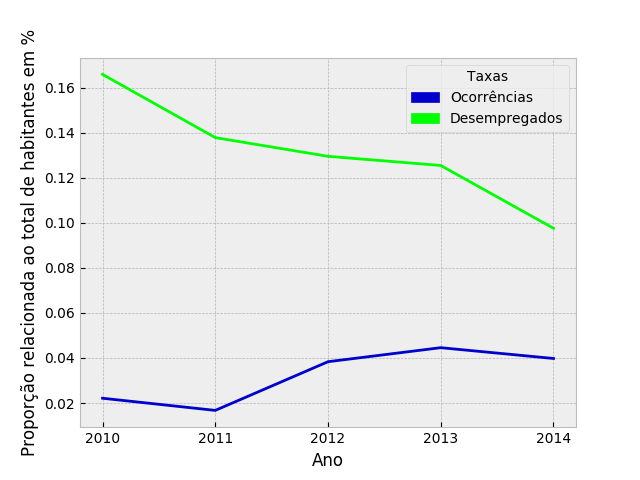 Proporção relacionada ao total de habitantes em %
0.16
0.14
0.12
0.10
0.08
0.06
0.04
0.02
Taxas
Ocorrências
Desempregados
2010 2011 2012 2013 2014
Ano